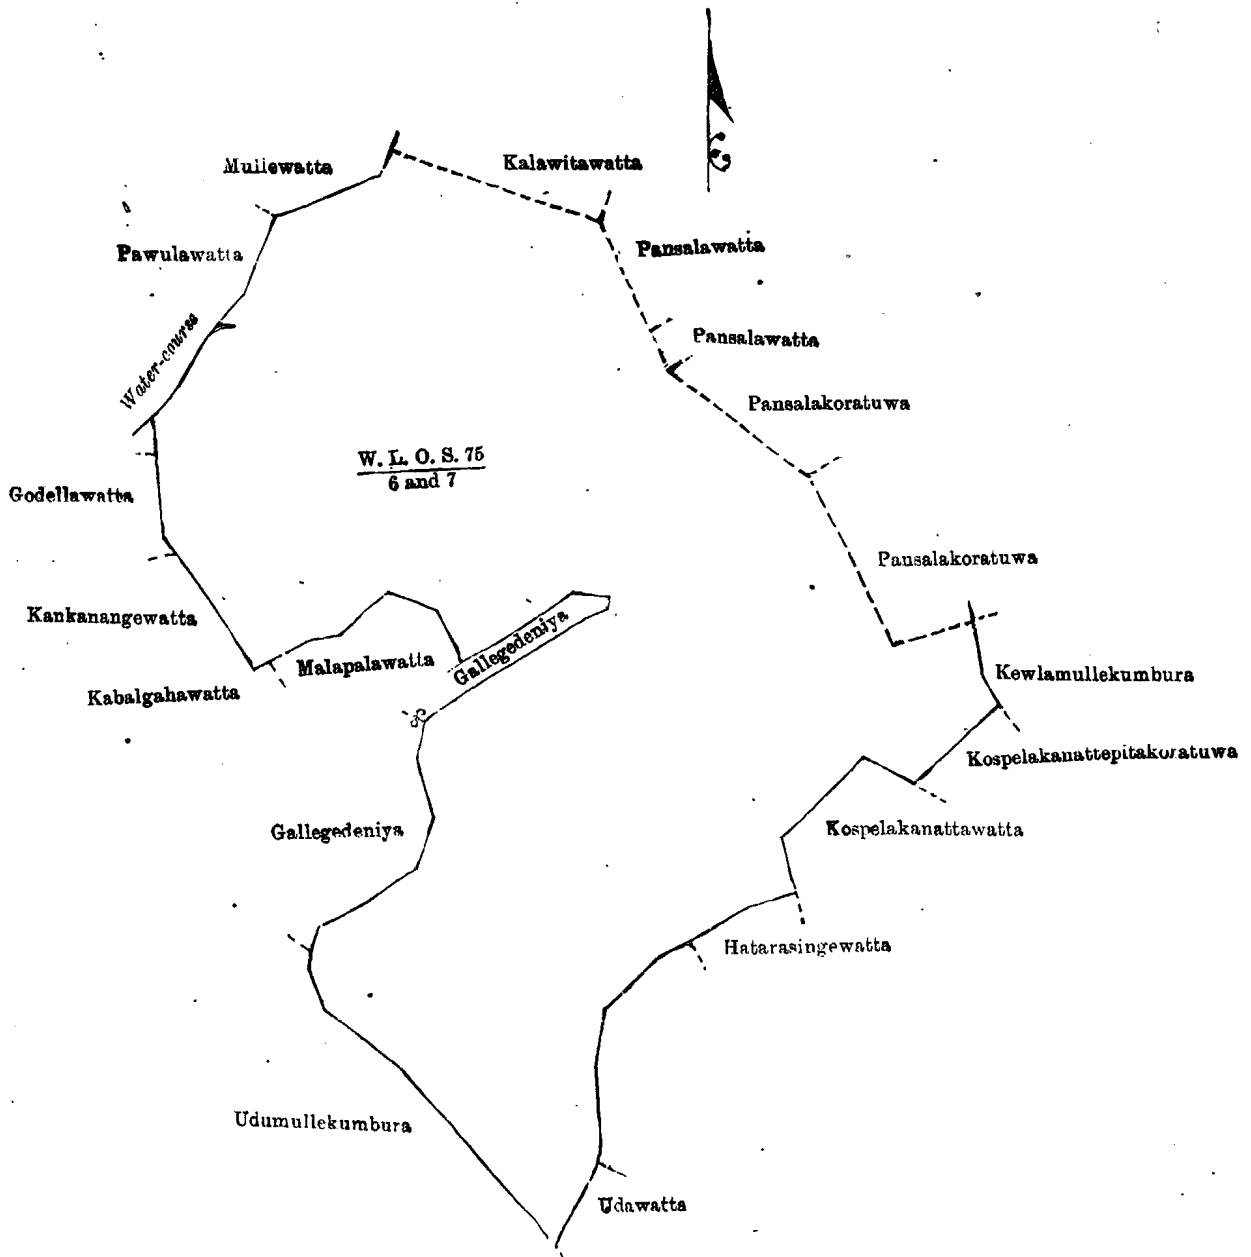 Mullewatta
Kalawitawatta
Pawulawatta
Pansalawatta
Water-course
Pansalawatta
Pansalakoratuwa
W. L. O. S. 75
6 and 7
Godellawatta
Pansalakoratuwa
Kankanangewatta
Gallegedeniya
Malapalawatta
Kabalgahawatta
Kewlamullekumbura
Kospelakanattepitakoratuwa
Gallegedeniya
Kospelakanattawatta
Hatarasingewatta
Udumullekumbura
Udawatta